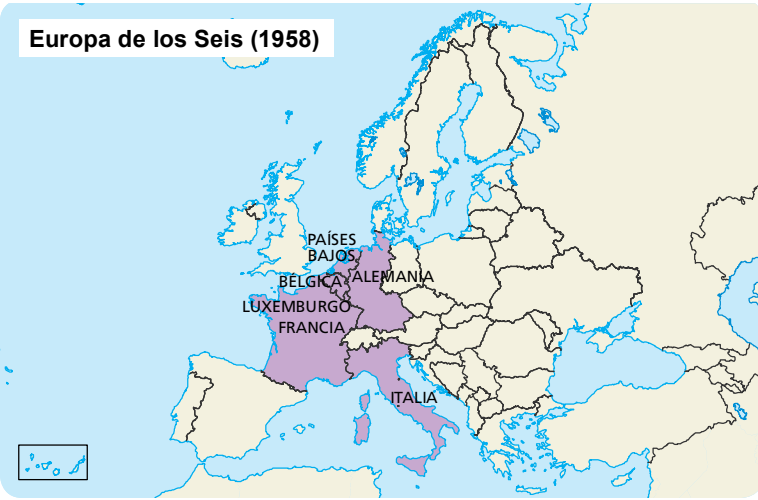 Europa de los Seis (1958)
PAÍSES
BAJOS
BÉLGICA
ALEMANIA
LUXEMBURGO
FRANCIA
ITALIA